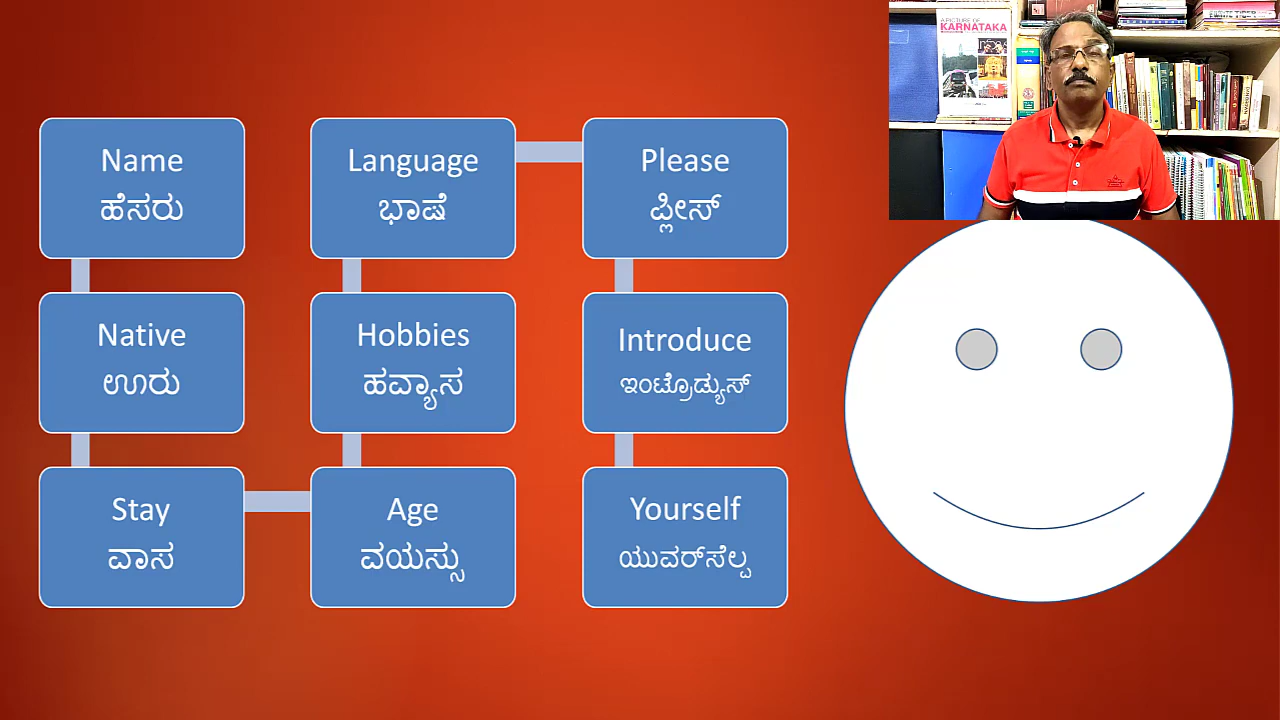 Name
ಹೆಸರು
Native
ಊರು
Stay
ವಾಸ
Age
ವಯಸ್ಸು
Hobbies
ಹವ್ಯಾಸ
Language
ಭಾಷೆ
Please
ಪ್ಲೀಸ್
Introduce
ಇಂಟ್ರೊಡ್ಯುಸ್
Yourself
ಯುವರ್‌ಸೆಲ್ಪ
A PICTURE OF
KARNATAKA